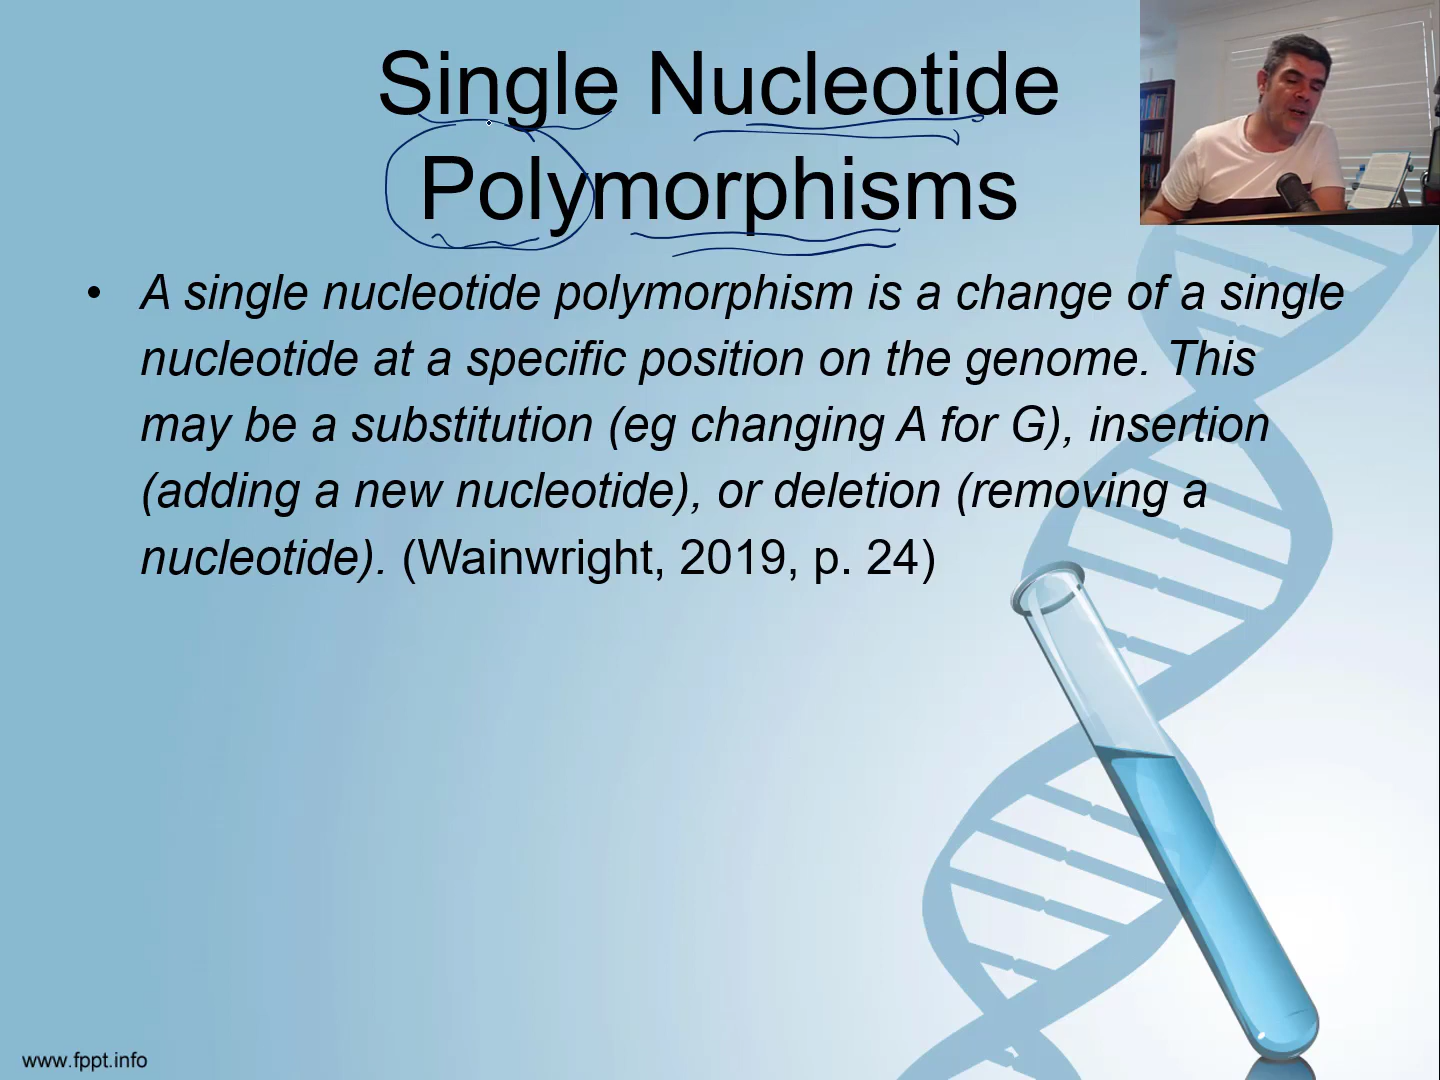 Single Nucleotide
Polymorphisms
• A single nucleotide polymorphism is a change of a single
nucleotide at a specific position on the genome. This
may be a substitution (eg changing A for G), insertion
(adding a new nucleotide), or deletion (removing a
nucleotide). (Wainwright, 2019, p. 24)
www.fppt.info